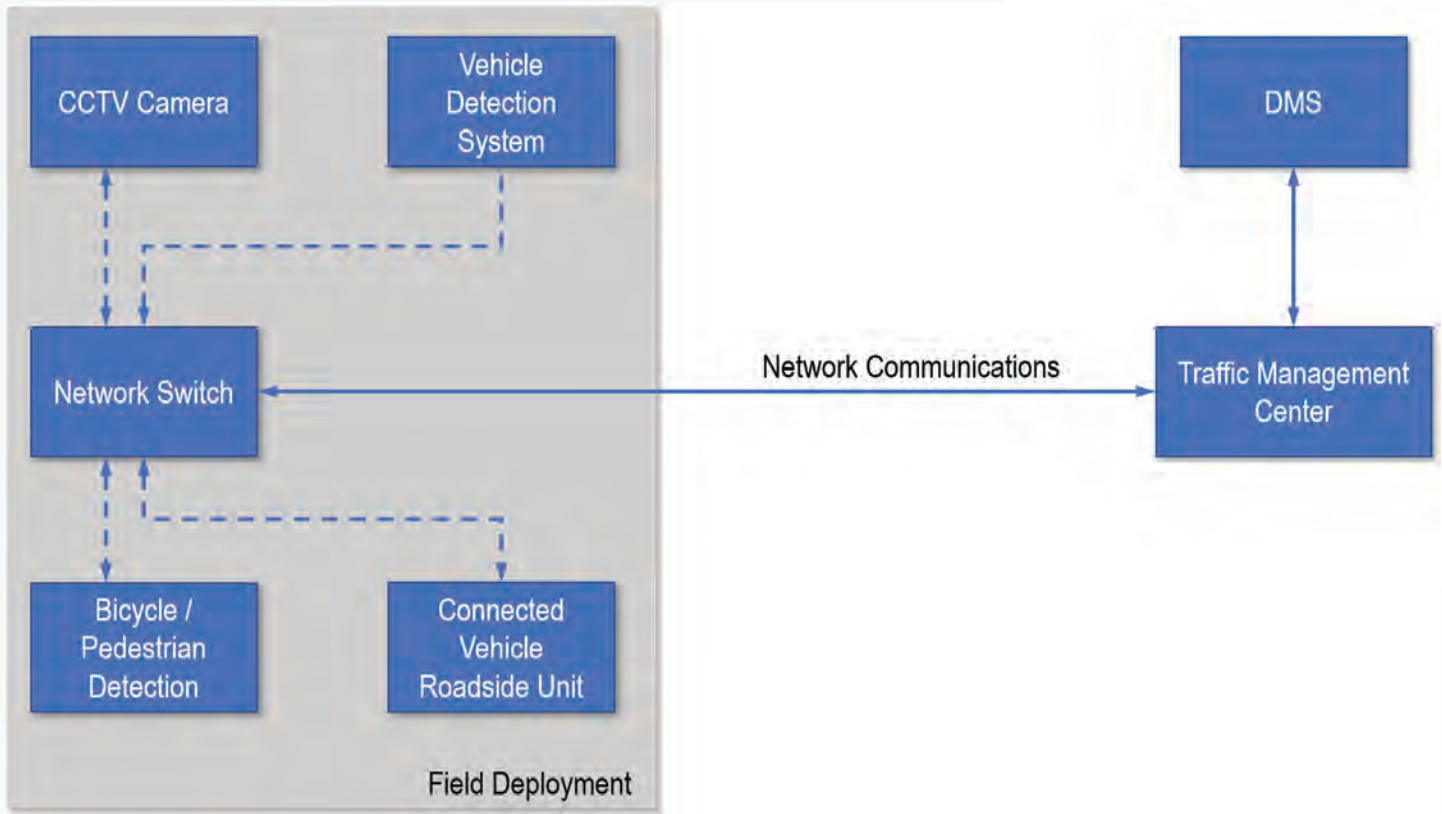 CCTV Camera
Vehicle
Detection
System
DMS
Network Switch
Network Communications
Traffic Management
Center
Bicycle /
Pedestrian
Detection
Connected
Vehicle
Roadside Unit
Field Deployment